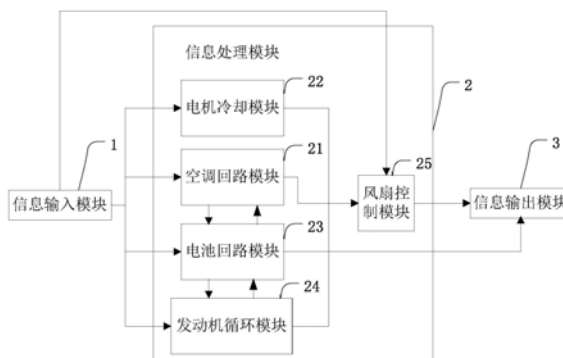 信息处理模块
22
电机冷却模块
2
1
21
3
空调回路模块
25
信息输入模块
风扇控
制模块
信息输出模块
23
电池回路模块
24
发动机循环模块